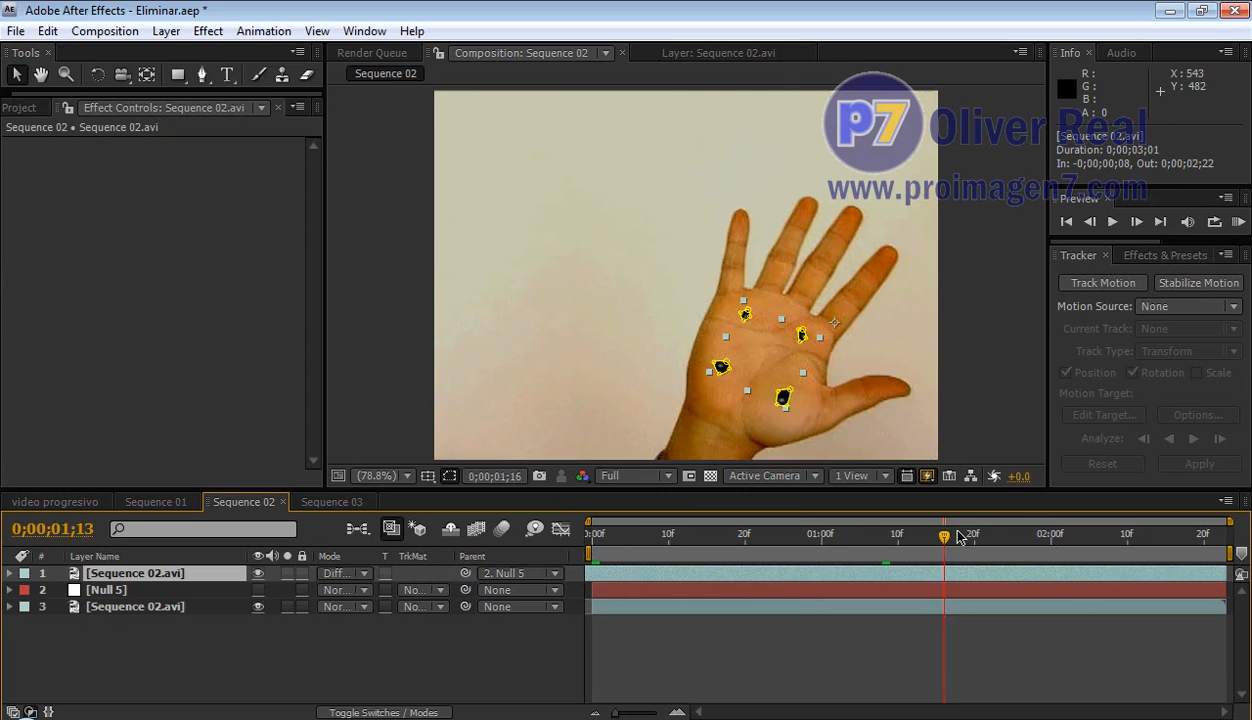 Adobe After Effects - Eliminar.aep *
File Edit Composition Layer Effect Animation View Window Help
Tools
Render Queue
Composition: Sequence 02
Layer: Sequence 02.avi
Info
Audio
Sequence 02
R :
G :
B :
A : 0
X : 543
Y : 482
Project
Effect Controls: Sequence 02.avi
Sequence 02 • Sequence 02.avi
p7 Oliver Real
www.proimagen7.com
[Sequence 02.avi]
Duration: 0;00;03;01
In: -0;00;00;08, Out: 0;00;02;22
Preview
Tracker
Effects & Presets
Track Motion
Stabilize Motion
Motion Source: None
Current Track: None
Track Type: Transform
Position Rotation Scale
Motion Target:
Edit Target...
Options...
Analyze:
Reset
Apply
(78.8%)
0;00;01;16
Full
Active Camera
1 View
+0.0
video progresivo
Sequence 01
Sequence 02
Sequence 03
0;00;01;13
:00f 10f 20f 01:00f 10f 20f 02:00f 10f 20f
# Layer Name Mode T TrkMat Parent
1 [Sequence 02.avi] Diff... 2. Null 5
2 [Null 5] Nor... No... None
3 [Sequence 02.avi] Nor... No... None
Toggle Switches / Modes